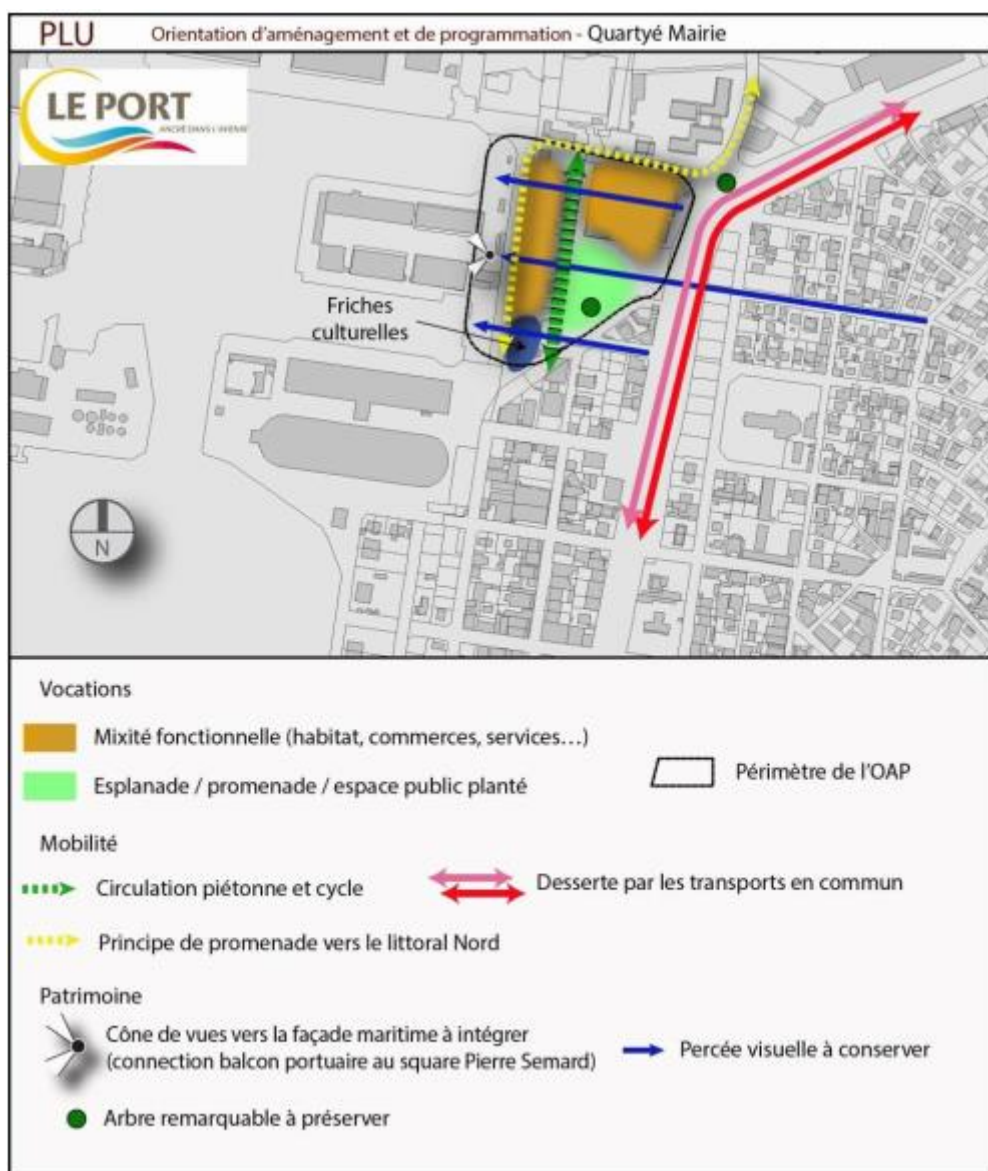 PLU Orientation d'aménagement et de programmation - Quartyé Mairie
LE PORT
ANCRÉ DANS L'AVENIR
Friches
culturelles
N
Vocations
Mixité fonctionnelle (habitat, commerces, services…)
Esplanade / promenade / espace public planté
Périmètre de l'OAP
Mobilité
Circulation piétonne et cycle
Desserte par les transports en commun
Principe de promenade vers le littoral Nord
Patrimoine
Cône de vues vers la façade maritime à intégrer
(connection balcon portuaire au square Pierre Semard)
Percée visuelle à conserver
Arbre remarquable à préserver